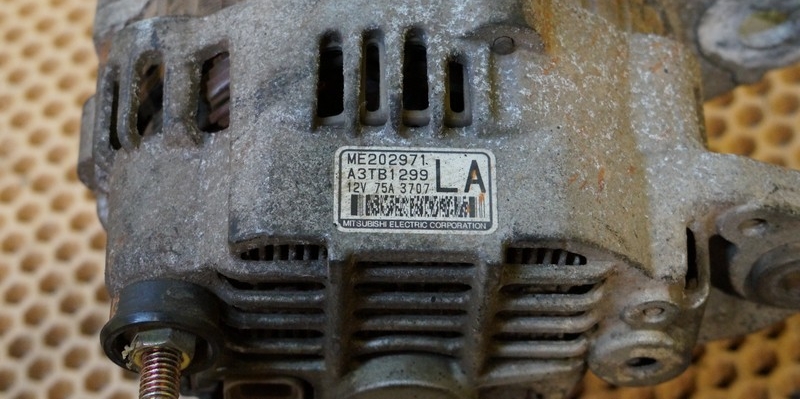 ME202971
A3TB1299
LA
12V 75A 3707
MITSUBISHI ELECTRIC CORPORATION